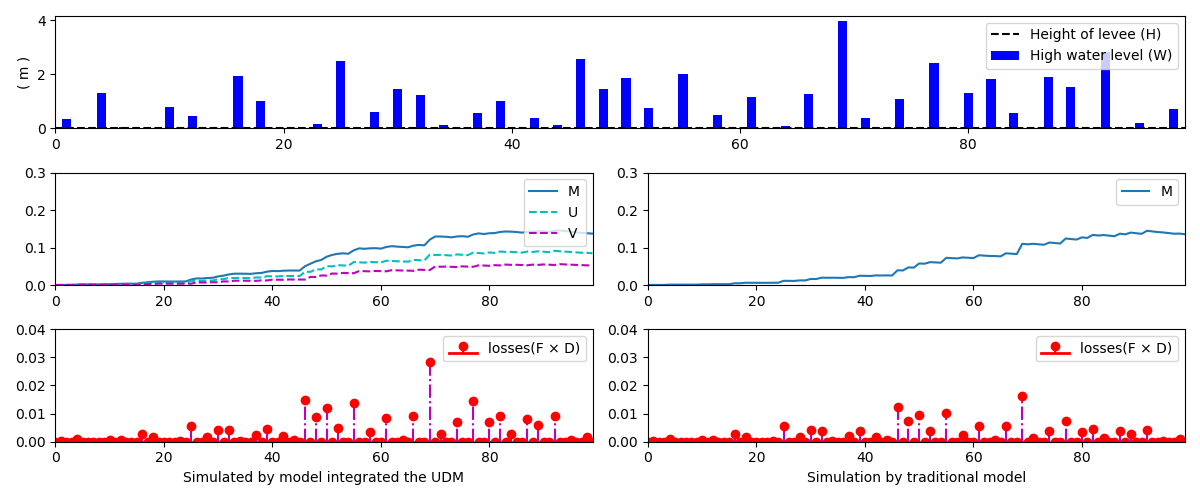 4
2
0
( m )
Height of levee (H)
High water level (W)
0 20 40 60 80
0.3
0.2
0.1
0.0
M
U
V
0 20 40 60 80
0.3
0.2
0.1
0.0
M
0 20 40 60 80
0.04
0.03
0.02
0.01
0.00
losses(F × D)
0 20 40 60 80
Simulated by model integrated the UDM
0.04
0.03
0.02
0.01
0.00
losses(F × D)
0 20 40 60 80
Simulation by traditional model